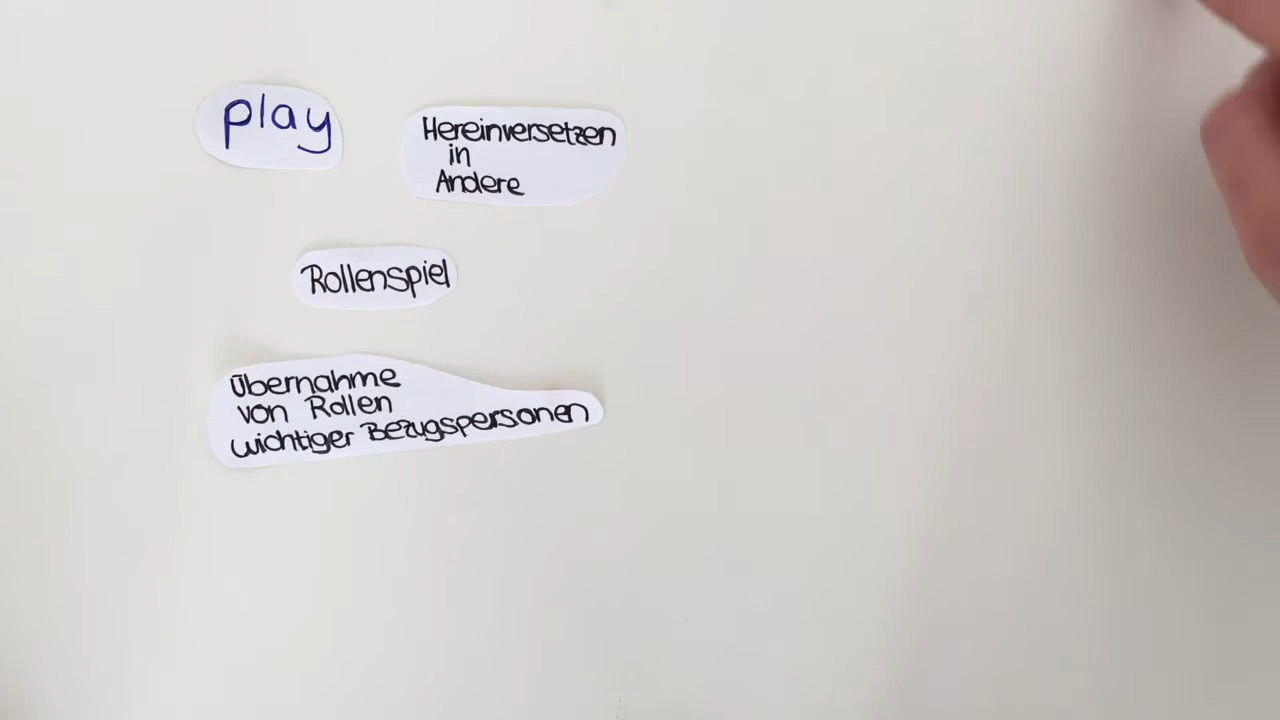 play
Hereinversetzen
in
Andere
Rollenspiel
Übernahme
von Rollen
wichtiger Bezugspersonen